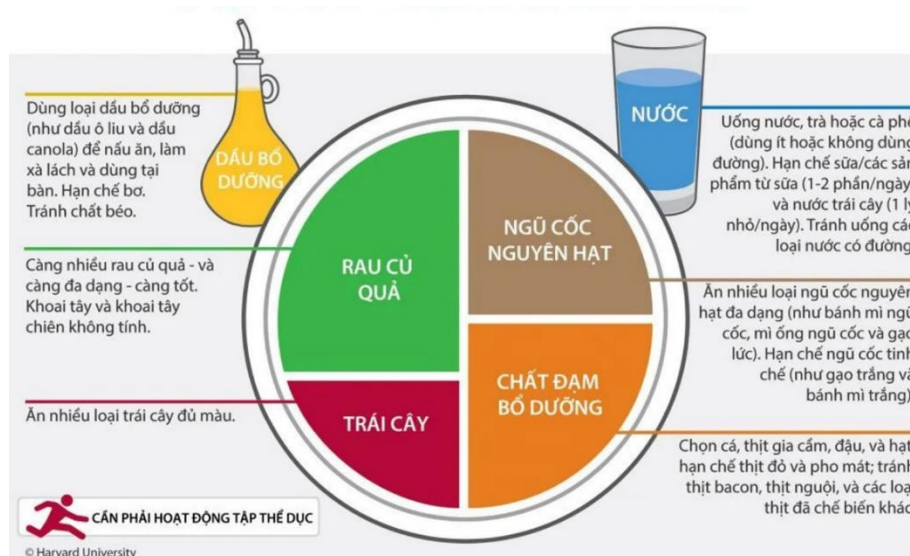 Dùng loại dầu bổ dưỡng
(như dầu ô liu và dầu
canola) để nấu ăn, làm
xà lách và dùng tại
bàn. Hạn chế bơ.
Tránh chất béo.
DẦU BỔ
DƯỠNG
NƯỚC
Uống nước, trà hoặc cà phê
(dùng ít hoặc không dùng
đường). Hạn chế sữa/các sản
phẩm từ sữa (1-2 phần/ngày)
và nước trái cây (1 ly
nhỏ/ngày). Tránh uống các
loại nước có đường
Càng nhiều rau củ quả - và
càng đa dạng - càng tốt.
Khoai tây và khoai tây
chiên không tính.
RAU CỦ
QUẢ
NGŨ CỐC
NGUYÊN HẠT
Ăn nhiều loại ngũ cốc nguyên
hạt đa dạng (như bánh mì ngũ
cốc, mì ống ngũ cốc và gạo
lức). Hạn chế ngũ cốc tinh
chế (như gạo trắng và
bánh mì trắng)
Ăn nhiều loại trái cây đủ màu.
TRÁI CÂY
CHẤT ĐẠM
BỔ DƯỠNG
Chọn cá, thịt gia cầm, đậu, và hạt
hạn chế thịt đỏ và pho mát; tránh
thịt bacon, thịt nguội, và các loạ
thịt đã chế biến khác
CẦN PHẢI HOẠT ĐỘNG TẬP THỂ DỤC
© Harvard University